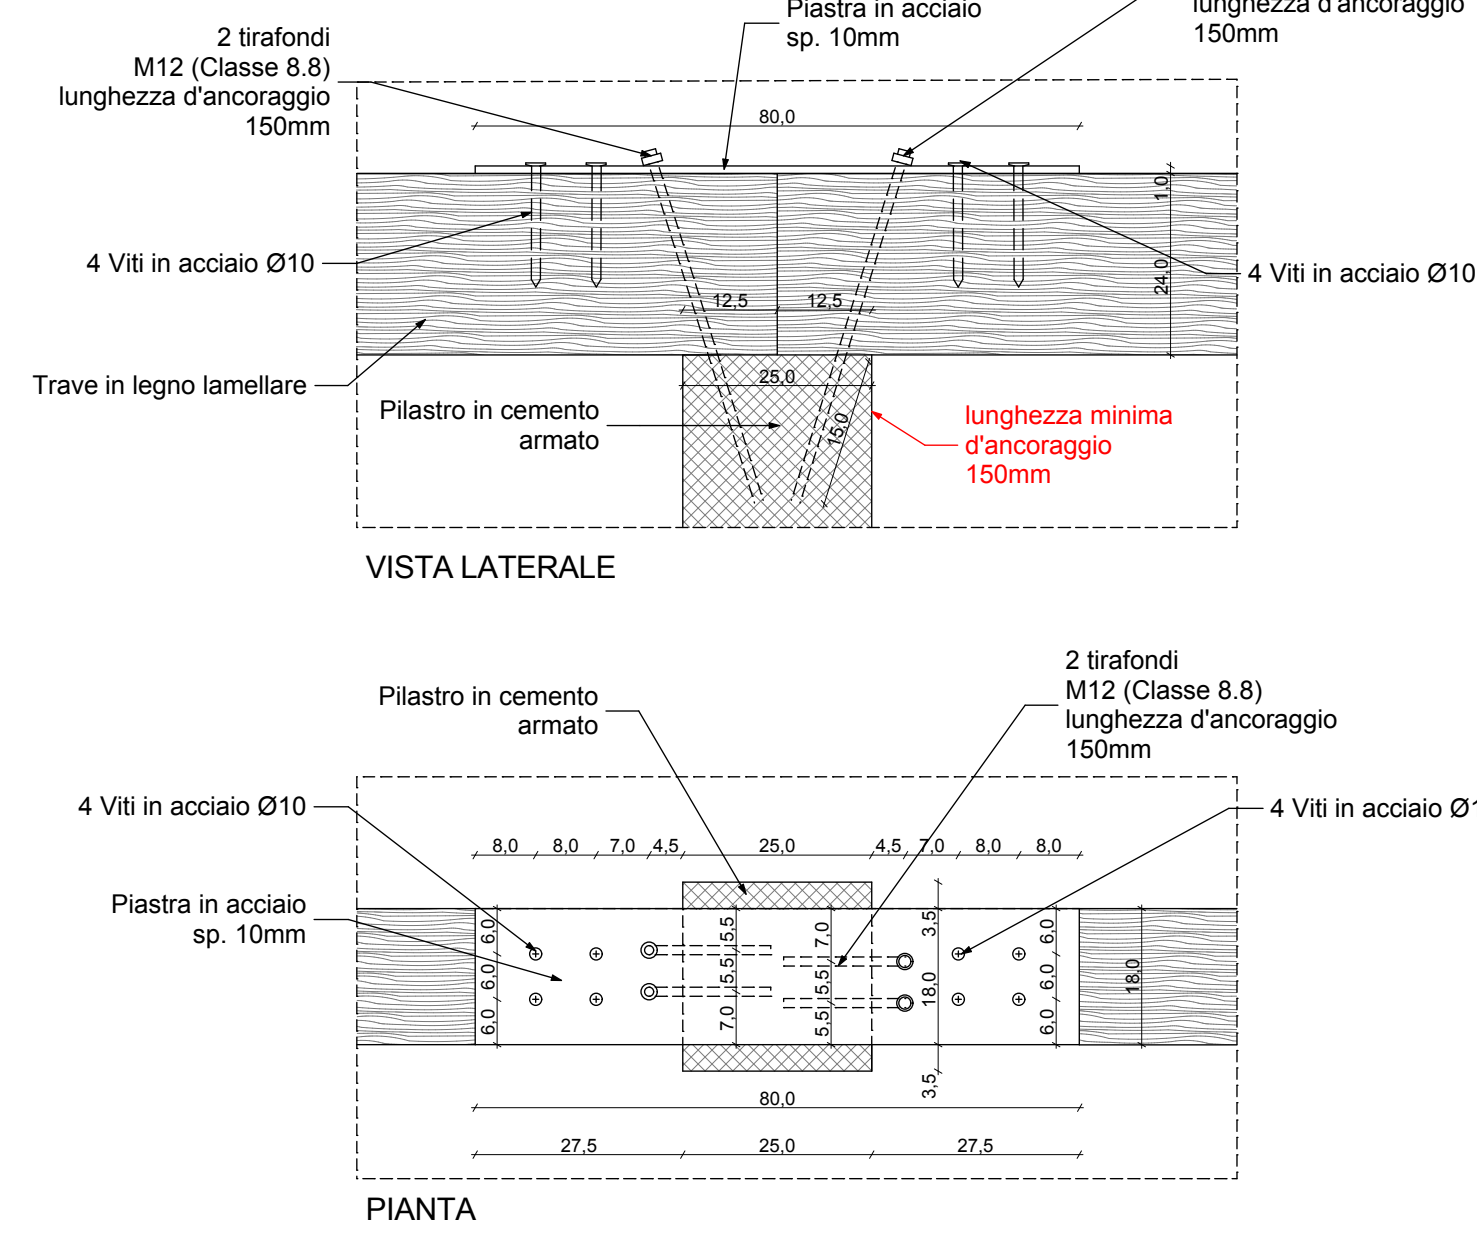 Piastra in acciaio
sp. 10mm
lunghezza d'ancoraggio
150mm
2 tirafondi
M12 (Classe 8.8)
lunghezza d'ancoraggio
150mm
80,0
1,0
24,0
4 Viti in acciaio Ø10
4 Viti in acciaio Ø10
12,5
12,5
Trave in legno lamellare
25,0
Pilastro in cemento
armato
15,0
lunghezza minima
d'ancoraggio
150mm
VISTA LATERALE
2 tirafondi
M12 (Classe 8.8)
lunghezza d'ancoraggio
150mm
Pilastro in cemento
armato
4 Viti in acciaio Ø10
4 Viti in acciaio Ø1
8,0 8,0 7,0 4,5 25,0 4,5 7,0 8,0 8,0
Piastra in acciaio
sp. 10mm
6,0
6,0
6,0
5,5
5,5
7,0
7,0
5,5
5,5
3,5
18,0
3,5
6,0
6,0
6,0
18,0
80,0
27,5 25,0 27,5
PIANTA